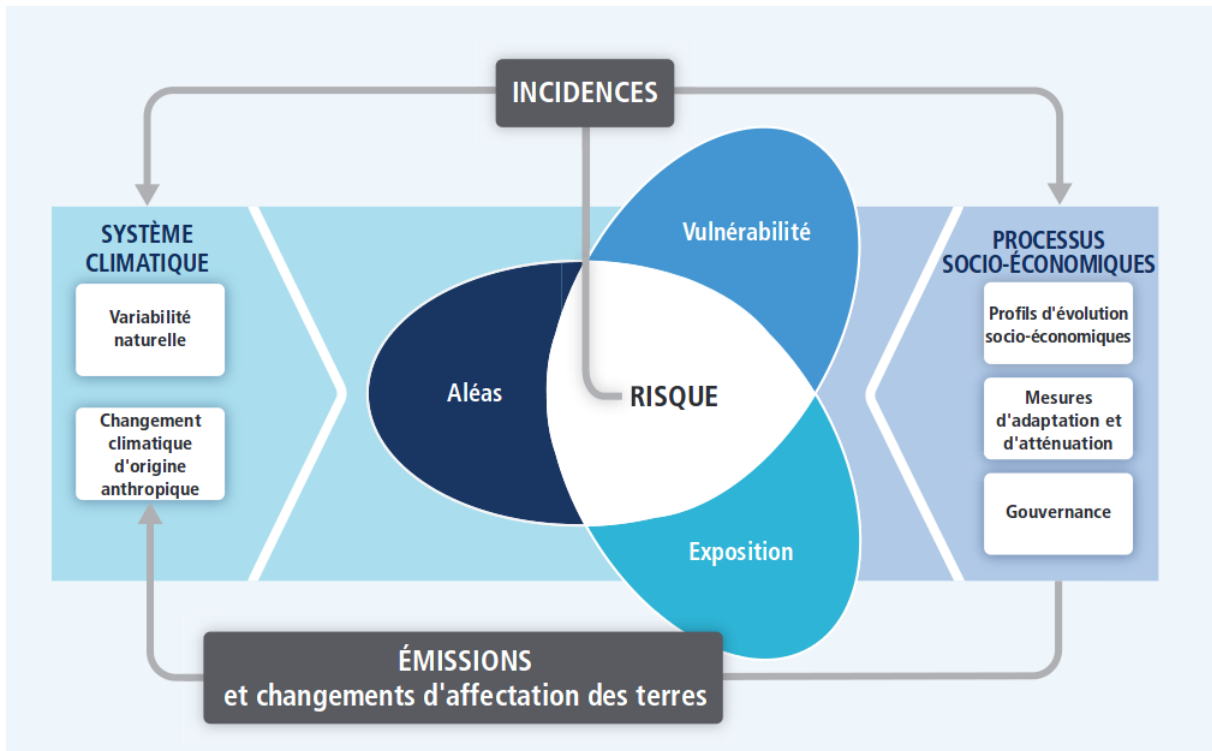 INCIDENCES
SYSTÈME
CLIMATIQUE
Variabilité
naturelle
Changement
climatique
d'origine
anthropique
Vulnérabilité
Aléas
RISQUE
Exposition
PROCESSUS
SOCIO-ÉCONOMIQUES
Profils d'évolution
socio-économiques
Mesures
d'adaptation et
d'atténuation
Gouvernance
ÉMISSIONS
et changements d'affectation des terres